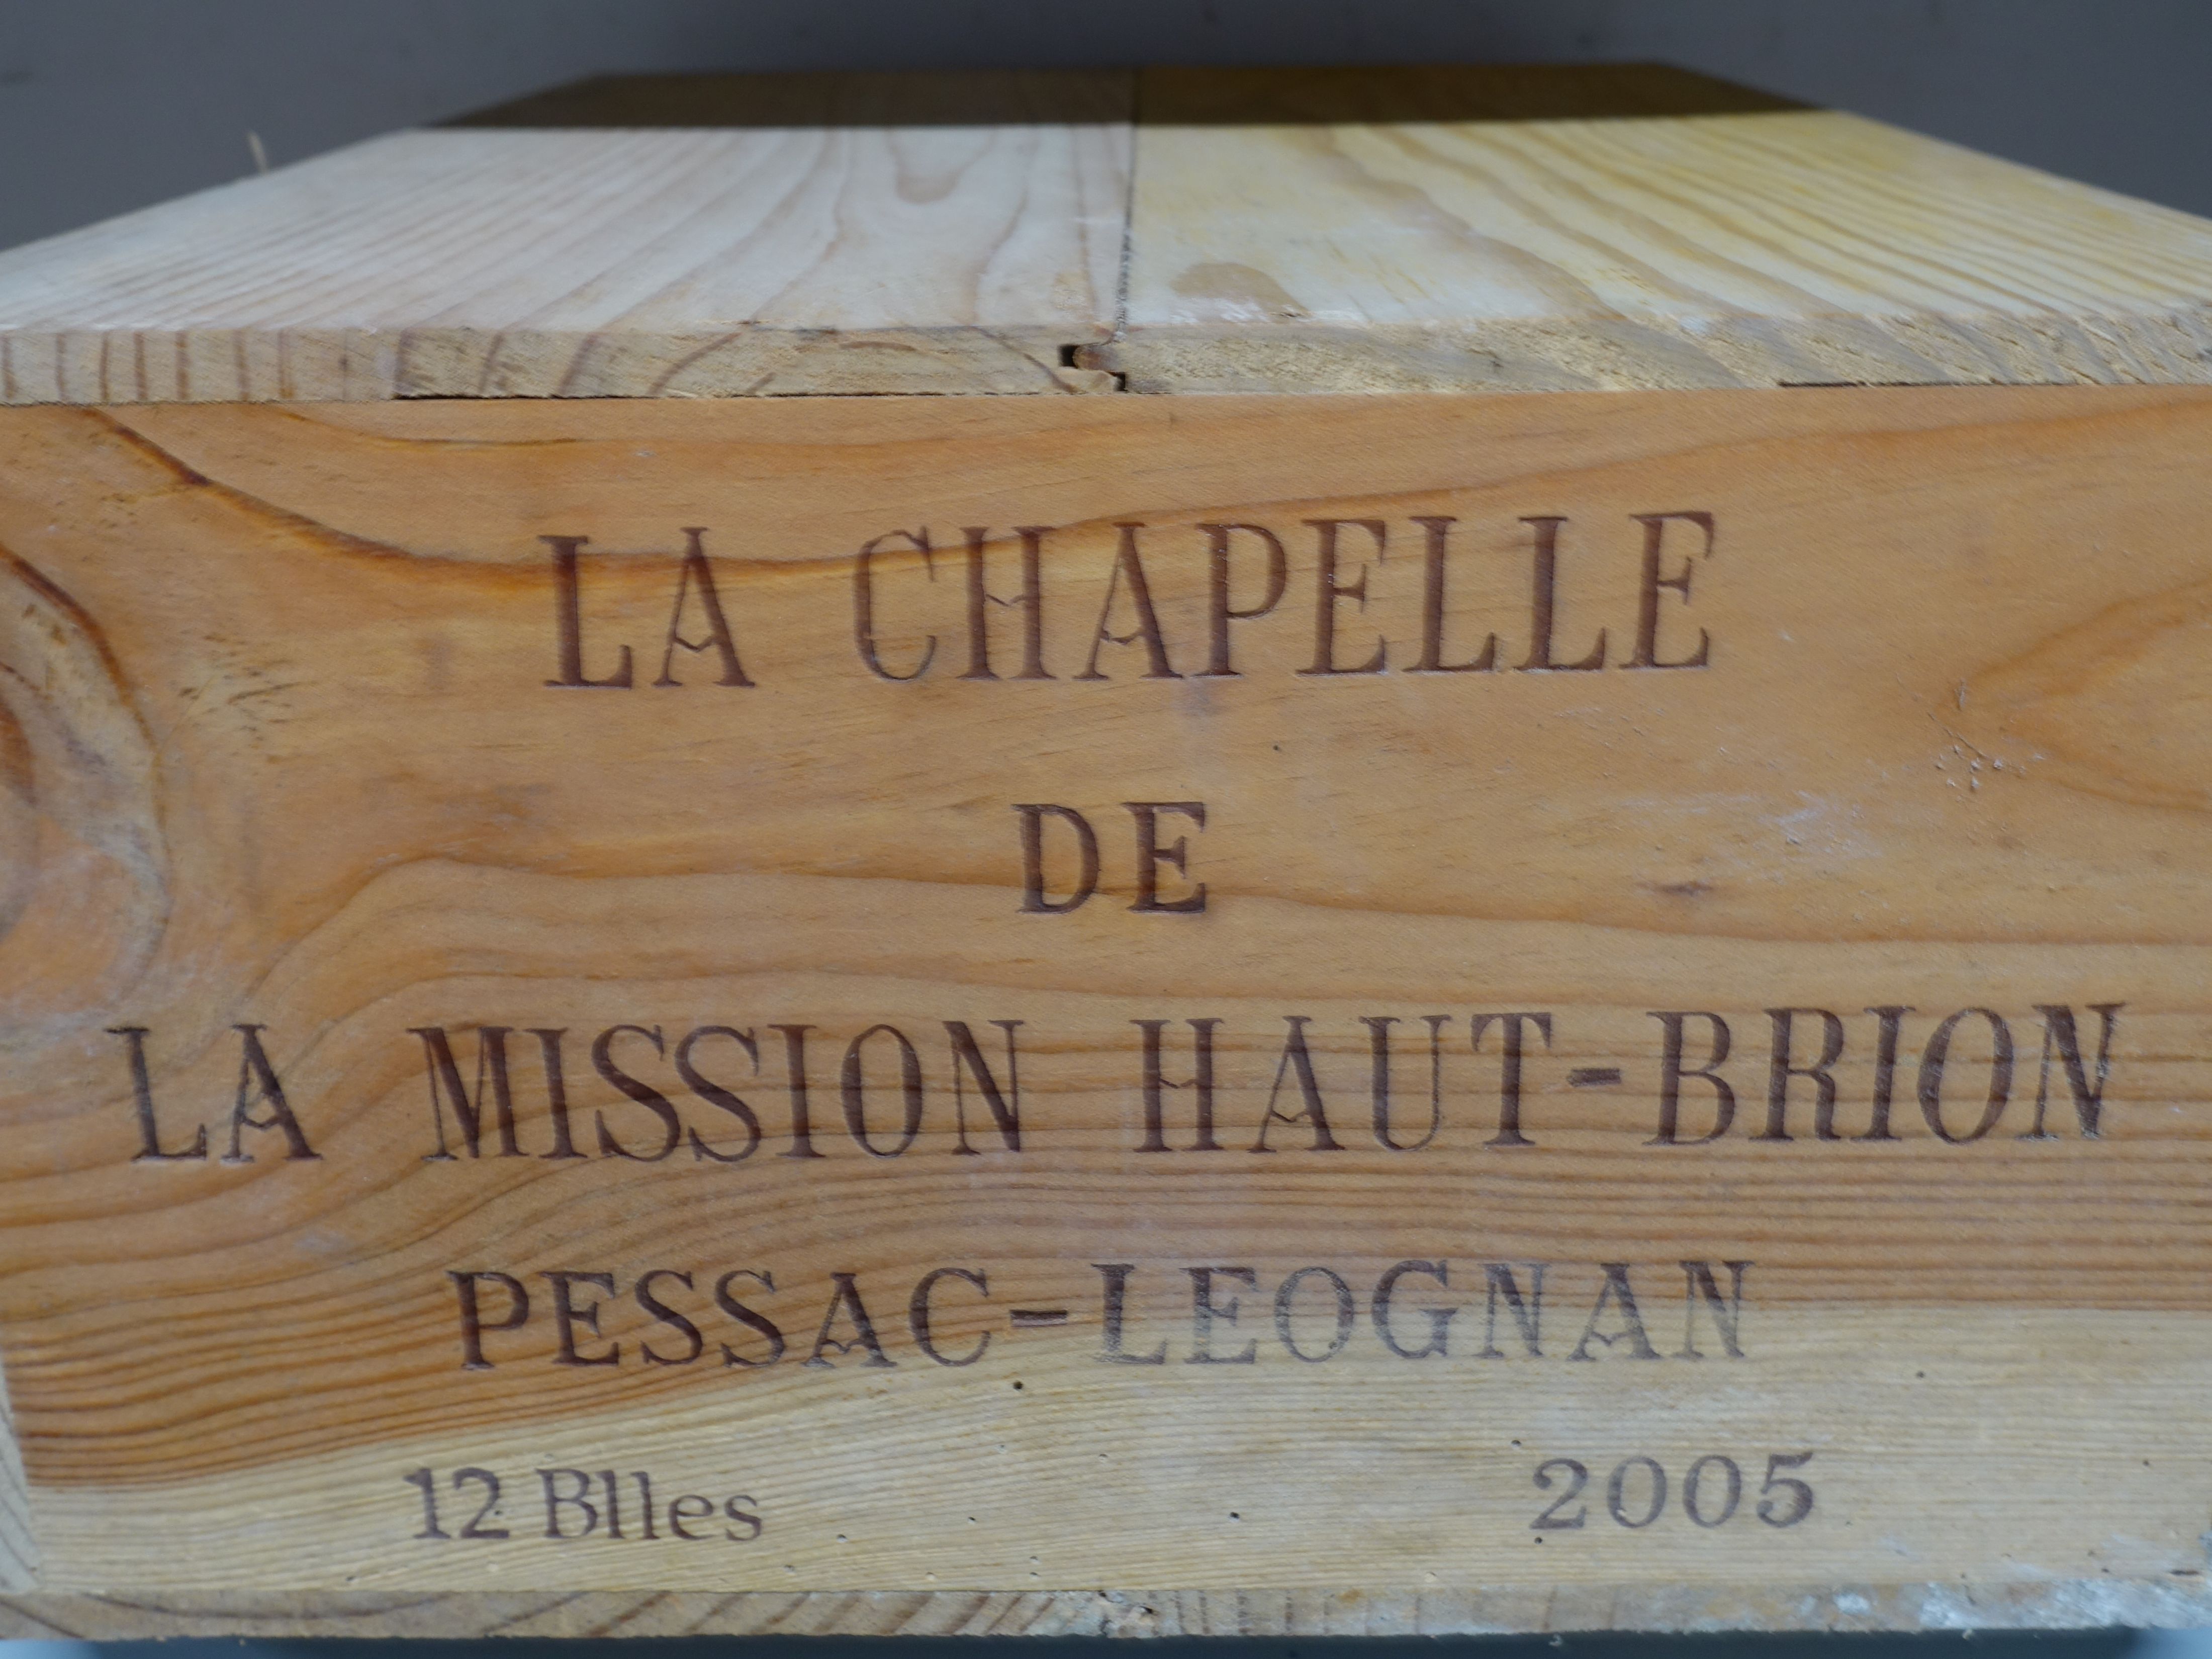 LA CHAPELLE
DE
LA MISSION HAUT-BRION
PESSAC-LEOGNAN
12 Blles 2005